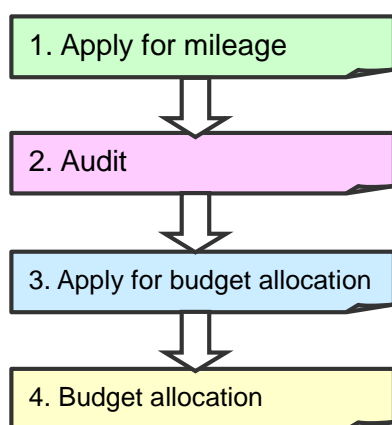 1. Apply for mileage
2. Audit
3. Apply for budget allocation
4. Budget allocation